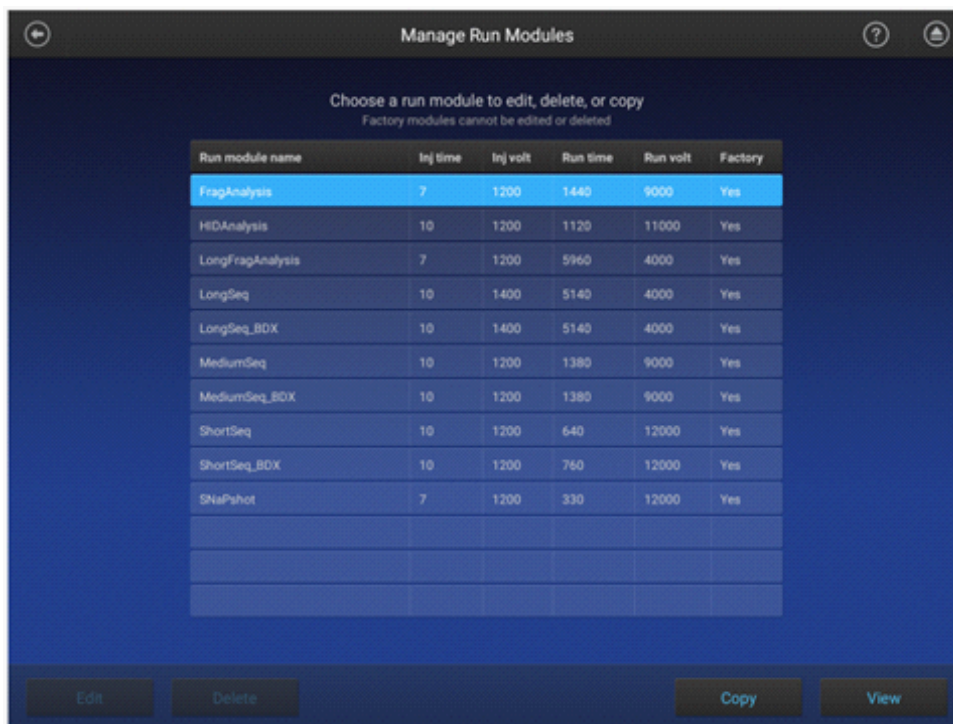 Manage Run Modules
?
Choose a run module to edit, delete, or copy
Factory modules cannot be edited or deleted
Run module name Inj time Inj volt Run time Run volt Factory
FragAnalysis 7 1200 1440 9000 Yes
HIDAnalysis 10 1200 1120 11000 Yes
LongFragAnalysis 7 1200 5960 4000 Yes
LongSeq 10 1400 5140 4000 Yes
LongSeq_BDX 10 1400 5140 4000 Yes
MediumSeq 10 1200 1380 9000 Yes
MediumSeq_BDX 10 1200 1380 9000 Yes
ShortSeq 10 1200 640 12000 Yes
ShortSeq_BDX 10 1200 760 12000 Yes
SNaPshot 7 1200 330 12000 Yes
Edit Delete Copy View